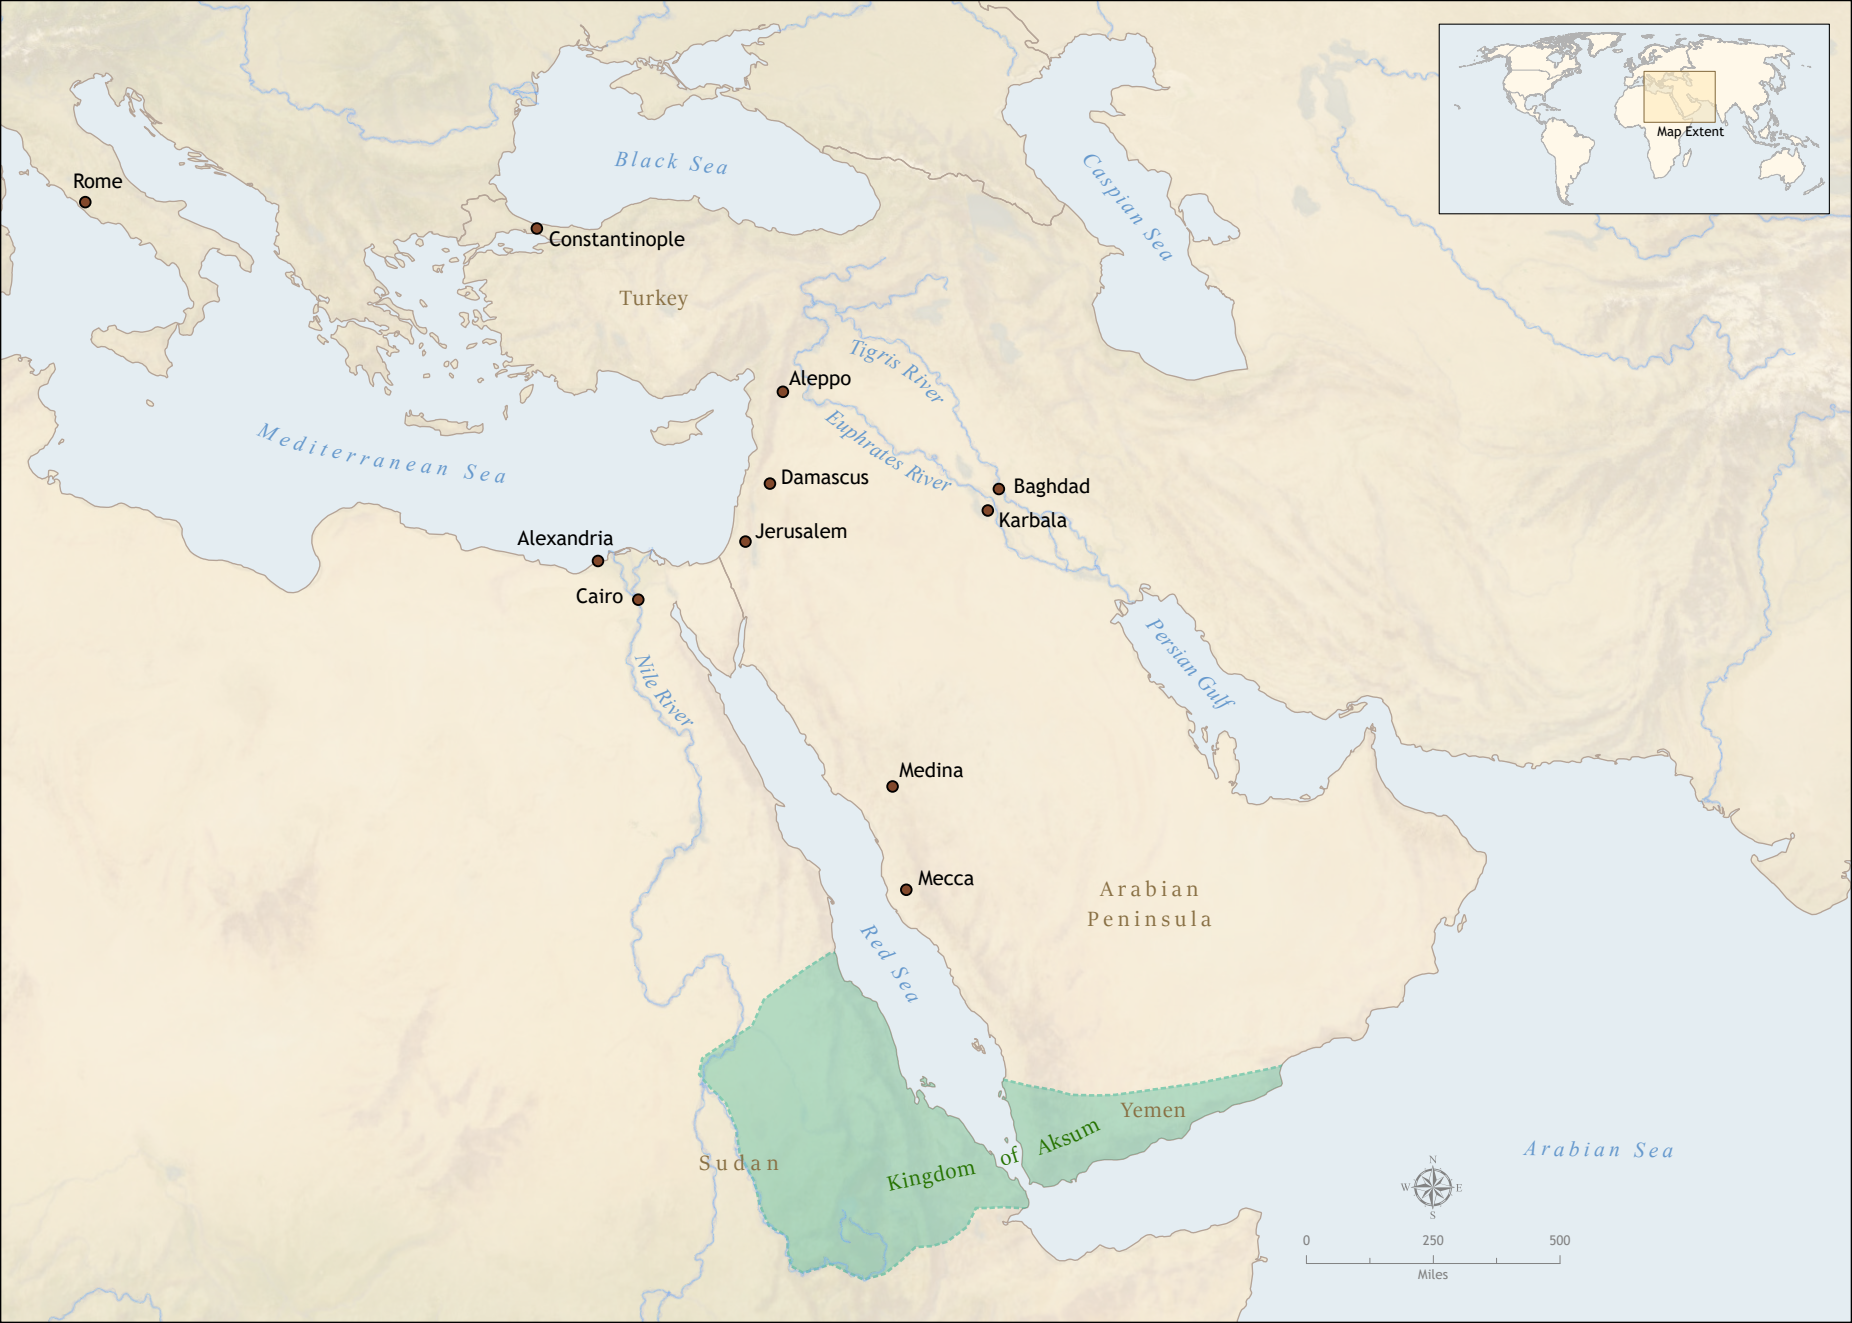 Map Extent
Rome
Black Sea
Caspian Sea
Constantinople
Turkey
Tigris River
Aleppo
Euphrates River
Mediterranean Sea
Damascus
Baghdad
Karbala
Jerusalem
Alexandria
Cairo
Nile River
Persian Gulf
Medina
Mecca
Arabian
Peninsula
Red Sea
Yemen
Kingdom of Aksum
Sudan
Arabian Sea
N
W
E
S
0
250
500
Miles